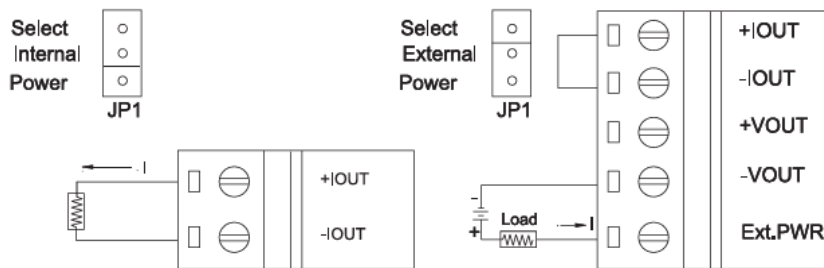 Select
Internal
Power
JP1
I
+IOUT
-IOUT
Select
External
Power
JP1
+IOUT
-IOUT
+VOUT
-VOUT
Ext.PWR
-
+
Load
I